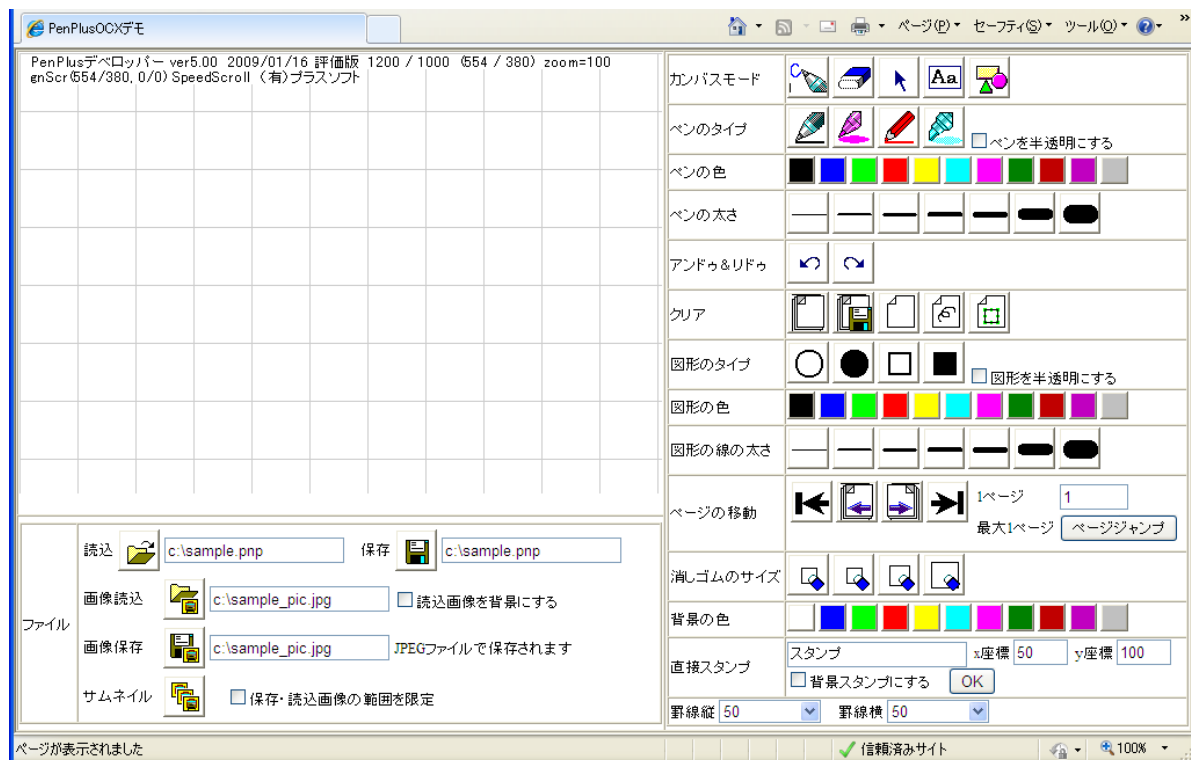 PenPlusOCXデモ
ページ(P)
セーフティ(S)
ツール(O)
»
PenPlusデベロッパー ver5.00 2009/01/16 評価版 1200 / 1000 (554 / 380) zoom=100
gnScr(554/380, 0/0) SpeedScroll (有)プラスソフト
カンバスモード
Aa
ペンのタイプ
ペンを半透明にする
ペンの色
ペンの太さ
アンドゥ&リドゥ
クリア
図形のタイプ
図形を半透明にする
図形の色
図形の線の太さ
ページの移動
1ページ
1
最大1ページ
ページジャンプ
消しゴムのサイズ
背景の色
直接スタンプ
スタンプ
x座標 50
y座標 100
背景スタンプにする
OK
罫線縦 50
罫線横 50
ファイル
読込
c:\sample.pnp
保存
c:\sample.pnp
画像読込
c:\sample_pic.jpg
読込画像を背景にする
画像保存
c:\sample_pic.jpg
JPEGファイルで保存されます
サムネイル
保存・読込画像の範囲を限定
ページが表示されました
信頼済みサイト
100%